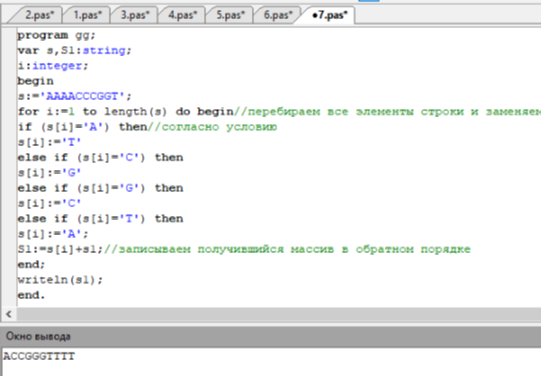 2.pas* 1.pas* 3.pas* 4.pas* 5.pas* 6.pas* •7.pas*
program gg;
var s,S1:string;
i:integer;
begin
s:='AAAACCCGGT';
for i:=1 to length(s) do begin//перебираем все элементы строки и заменяем
if (s[i]='A') then//согласно условию
s[i]:='T'
else if (s[i]='C') then
s[i]:='G'
else if (s[i]='G') then
s[i]:='C'
else if (s[i]='T') then
s[i]:='A';
S1:=s[i]+s1;//записываем получившийся массив в обратном порядке
end;
writeln(s1);
end.
Окно вывода
ACCGGGTTTT